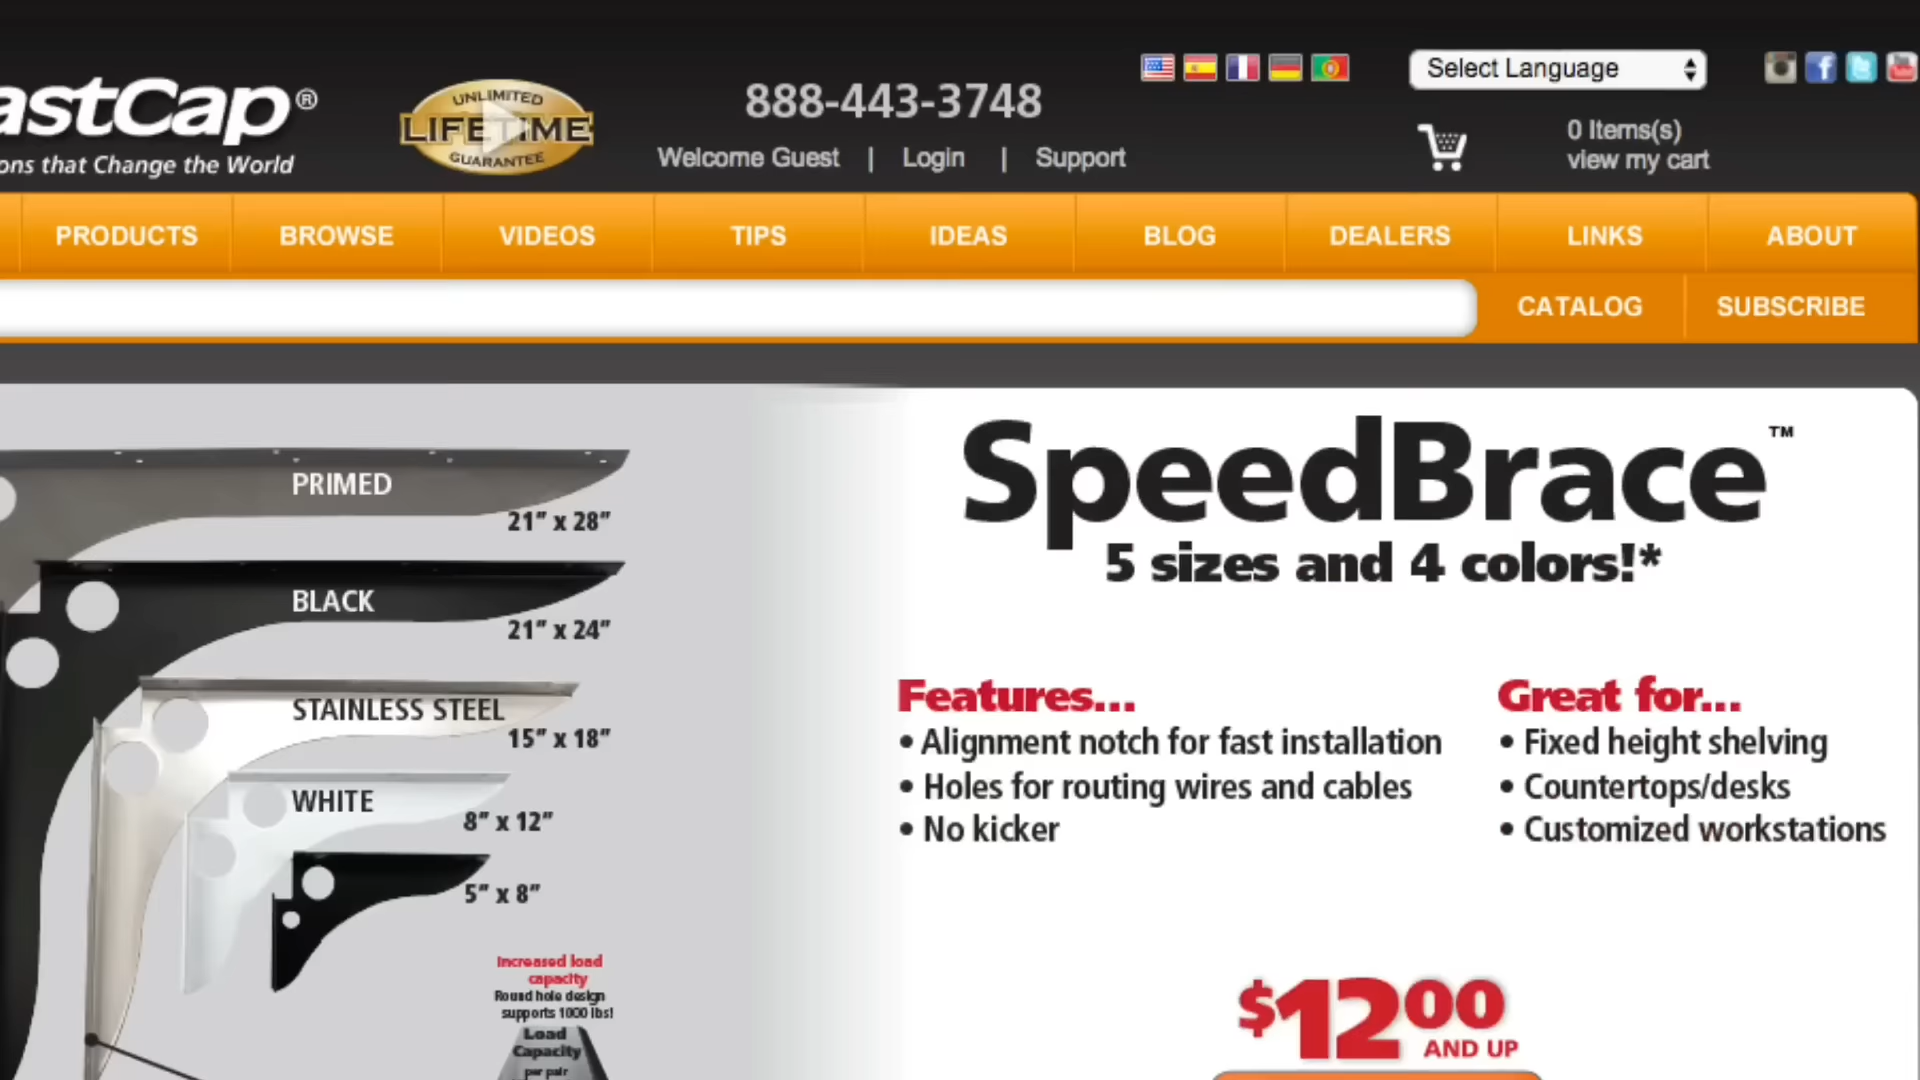 astCap®
ons that Change the World
UNLIMITED
LIFETIME
GUARANTEE
888-443-3748
Welcome Guest | Login | Support
Select Language
0 Items(s)
view my cart
PRODUCTS BROWSE VIDEOS TIPS IDEAS BLOG DEALERS LINKS ABOUT
CATALOG SUBSCRIBE
SpeedBrace™
5 sizes and 4 colors!*
PRIMED
21” x 28”
BLACK
21” x 24”
STAINLESS STEEL
15” x 18”
WHITE
8” x 12”
5” x 8”
Features...
• Alignment notch for fast installation
• Holes for routing wires and cables
• No kicker
Great for...
• Fixed height shelving
• Countertops/desks
• Customized workstations
Increased load
capacity
Round hole design
supports 1000 lbs!
Load
Capacity
per pair
$1200
AND UP